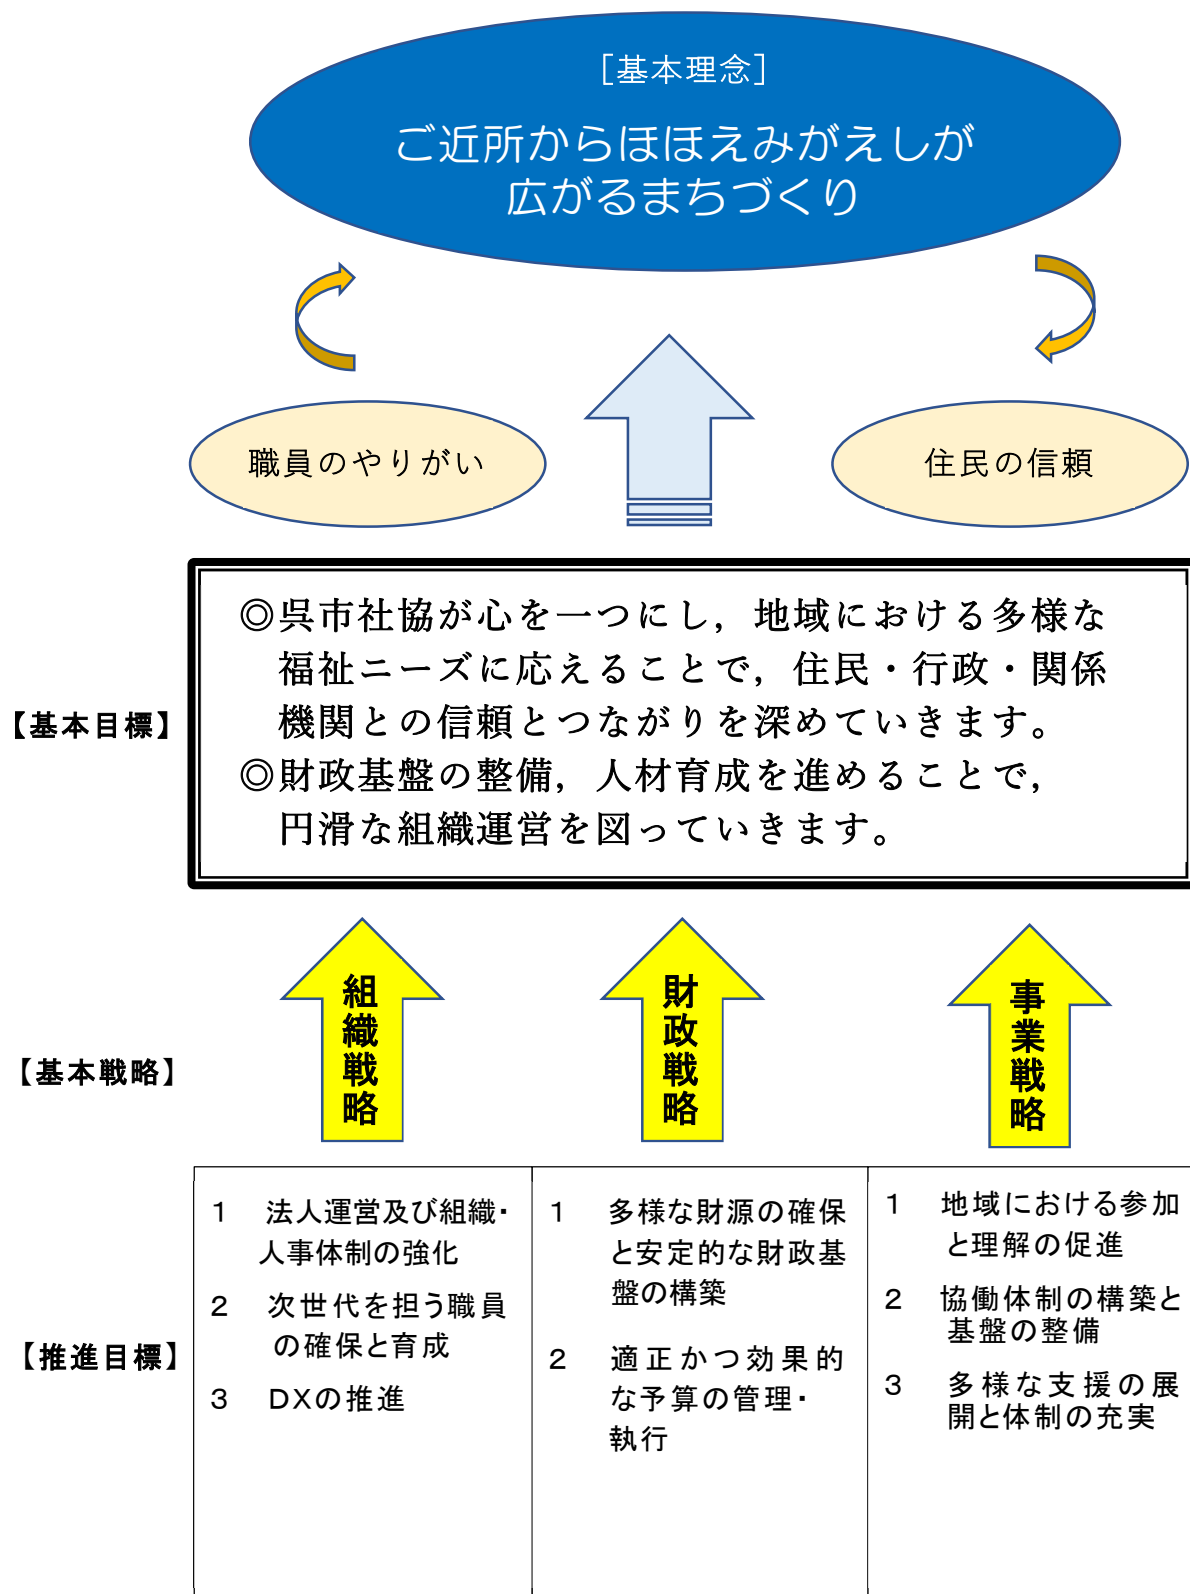 ［基本理念］
ご近所からほほえみがえしが
広がるまちづくり
職員のやりがい
住民の信頼
【基本目標】
◎呉市社協が心を一つにし，地域における多様な
福祉ニーズに応えることで，住民・行政・関係
機関との信頼とつながりを深めていきます。
◎財政基盤の整備，人材育成を進めることで，
円滑な組織運営を図っていきます。
【基本戦略】
組織戦略
財政戦略
事業戦略
【推進目標】
1 法人運営及び組織・
人事体制の強化
2 次世代を担う職員
の確保と育成
3 DXの推進
1 多様な財源の確保
と安定的な財政基
盤の構築
2 適正かつ効果的
な予算の管理・
執行
1 地域における参加
と理解の促進
2 協働体制の構築と
基盤の整備
3 多様な支援の展
開と体制の充実